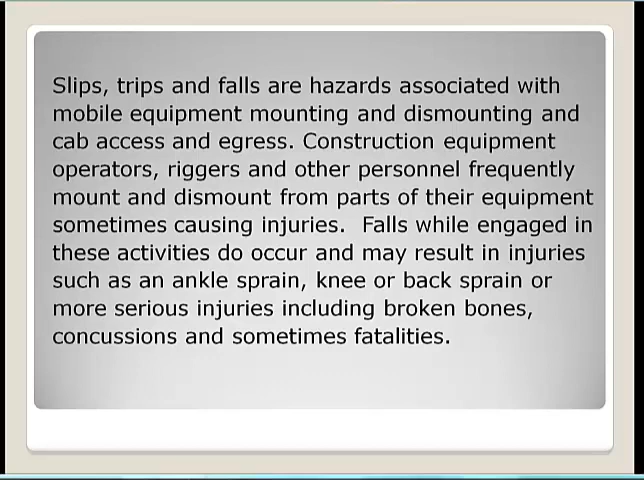 Slips, trips and falls are hazards associated with
mobile equipment mounting and dismounting and
cab access and egress. Construction equipment
operators, riggers and other personnel frequently
mount and dismount from parts of their equipment
sometimes causing injuries.  Falls while engaged in
these activities do occur and may result in injuries
such as an ankle sprain, knee or back sprain or
more serious injuries including broken bones,
concussions and sometimes fatalities.